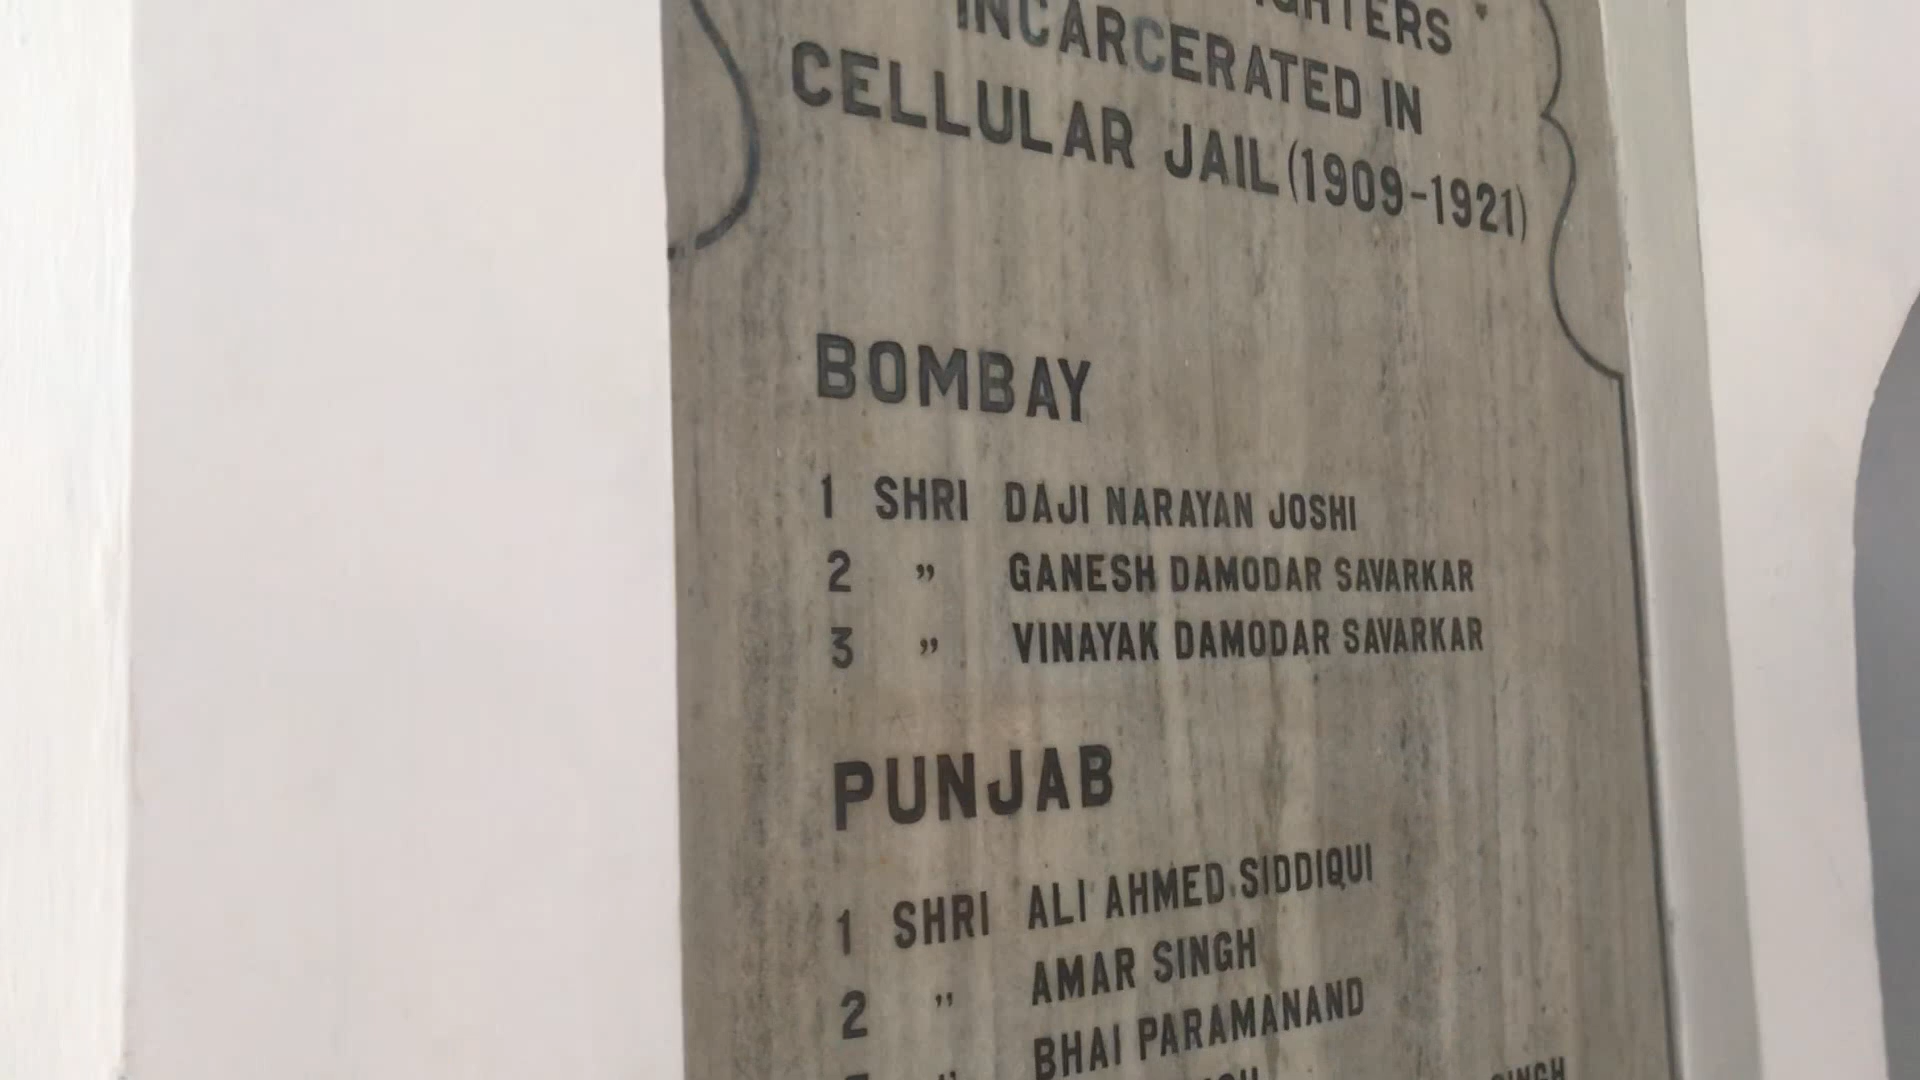 INCARCERATED IN
CELLULAR JAIL (1909-1921)
BOMBAY
1 SHRI DAJI NARAYAN JOSHI
2 " GANESH DAMODAR SAVARKAR
3 " VINAYAK DAMODAR SAVARKAR
PUNJAB
1 SHRI ALI AHMED SIDDIQUI
2 " AMAR SINGH
" BHAI PARAMANAND
SINGH